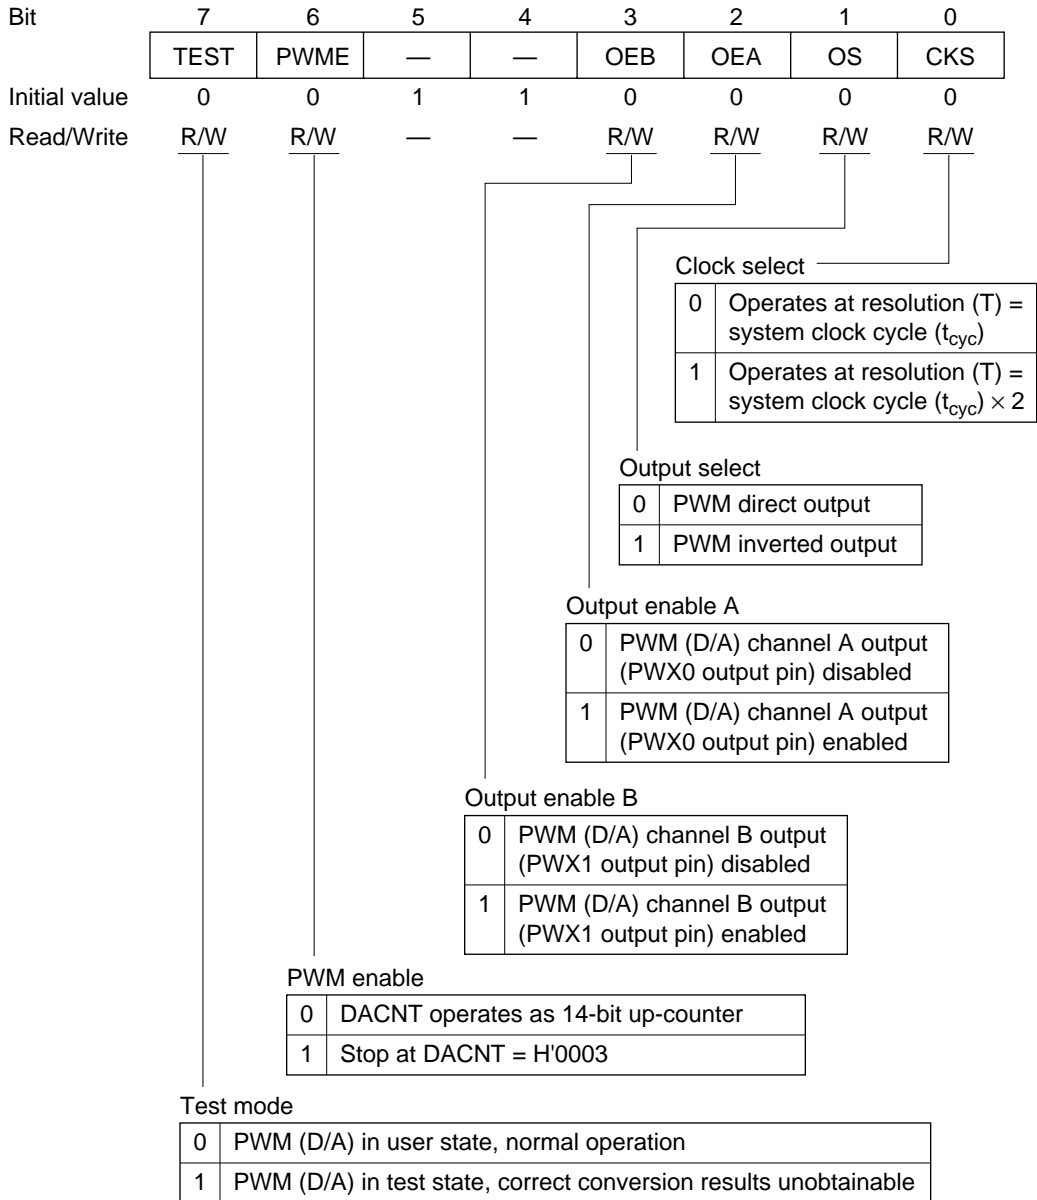 Bit 7 6 5 4 3 2 1 0
TEST PWME — — OEB OEA OS CKS
Initial value 0 0 1 1 0 0 0 0
Read/Write R/W R/W — — R/W R/W R/W R/W
Clock select
0 Operates at resolution (T) =
system clock cycle (tcyc)
1 Operates at resolution (T) =
system clock cycle (tcyc) × 2
Output select
0 PWM direct output
1 PWM inverted output
Output enable A
0 PWM (D/A) channel A output
(PWX0 output pin) disabled
1 PWM (D/A) channel A output
(PWX0 output pin) enabled
Output enable B
0 PWM (D/A) channel B output
(PWX1 output pin) disabled
1 PWM (D/A) channel B output
(PWX1 output pin) enabled
PWM enable
0 DACNT operates as 14-bit up-counter
1 Stop at DACNT = H'0003
Test mode
0 PWM (D/A) in user state, normal operation
1 PWM (D/A) in test state, correct conversion results unobtainable